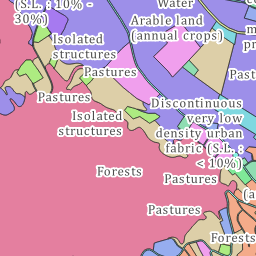 (S.L. : 10% -
30%)
Water
Arable land
(annual crops)
Isolated
structures
Pastures
Past
Pastures
Isolated
structures
Discontinuous
very low
density urban
fabric (S.L. :
< 10%)
Forests
Pastures
(a
Pastures
Forests